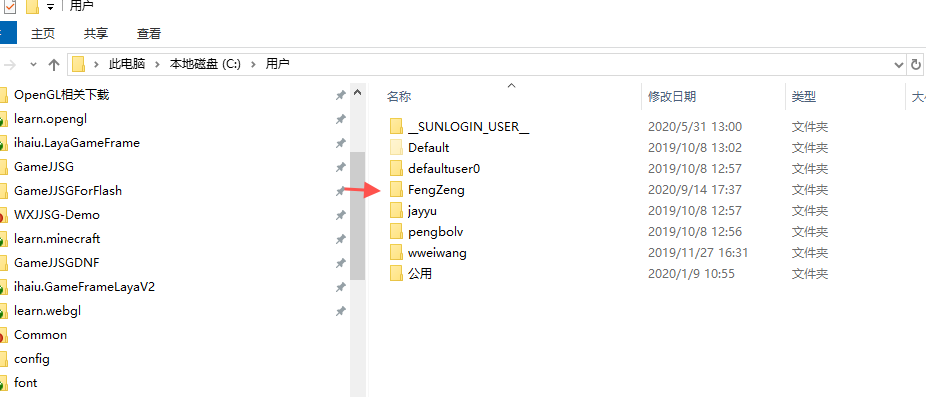 用户
主页 共享 查看
此电脑 本地磁盘 (C:) 用户
OpenGL相关下载
learn.opengl
ihaiu.LayaGameFrame
GameJJSG
GameJJSGForFlash
WXJJSG-Demo
learn.minecraft
GameJJSGDNF
ihaiu.GameFrameLayaV2
learn.webgl
Common
config
font
名称 修改日期 类型 大
__SUNLOGIN_USER__ 2020/5/31 13:00 文件夹
Default 2019/10/8 13:02 文件夹
defaultuser0 2019/10/8 12:57 文件夹
FengZeng 2020/9/14 17:37 文件夹
jayyu 2019/10/8 12:57 文件夹
pengbolv 2019/10/8 12:56 文件夹
wweiwang 2019/11/27 16:31 文件夹
公用 2020/1/9 10:55 文件夹